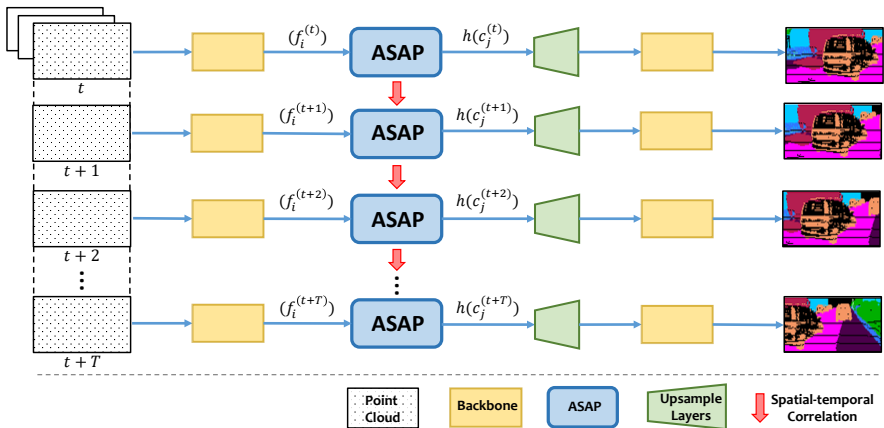 t
(f_i^{(t)})
ASAP
h(c_j^{(t)})
t + 1
(f_i^{(t+1)})
ASAP
h(c_j^{(t+1)})
t + 2
(f_i^{(t+2)})
ASAP
h(c_j^{(t+2)})
t + T
(f_i^{(t+T)})
ASAP
h(c_j^{(t+T)})
Point
Cloud
Backbone
ASAP
Upsample
Layers
Spatial-temporal
Correlation